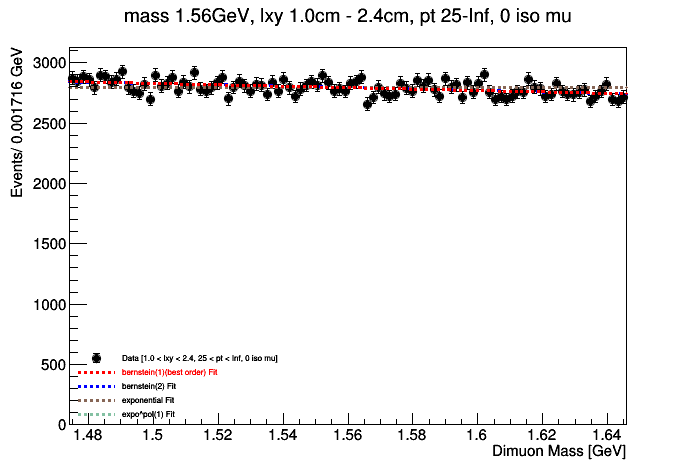 mass 1.56GeV, lxy 1.0cm - 2.4cm, pt 25-Inf, 0 iso mu
Events/ 0.001716 GeV
3000
2500
2000
1500
1000
500
0
Data [1.0 < lxy < 2.4, 25 < pt < Inf, 0 iso mu]
bernstein(1)(best order) Fit
bernstein(2) Fit
exponential Fit
expo*pol(1) Fit
1.48 1.5 1.52 1.54 1.56 1.58 1.6 1.62 1.64
Dimuon Mass [GeV]